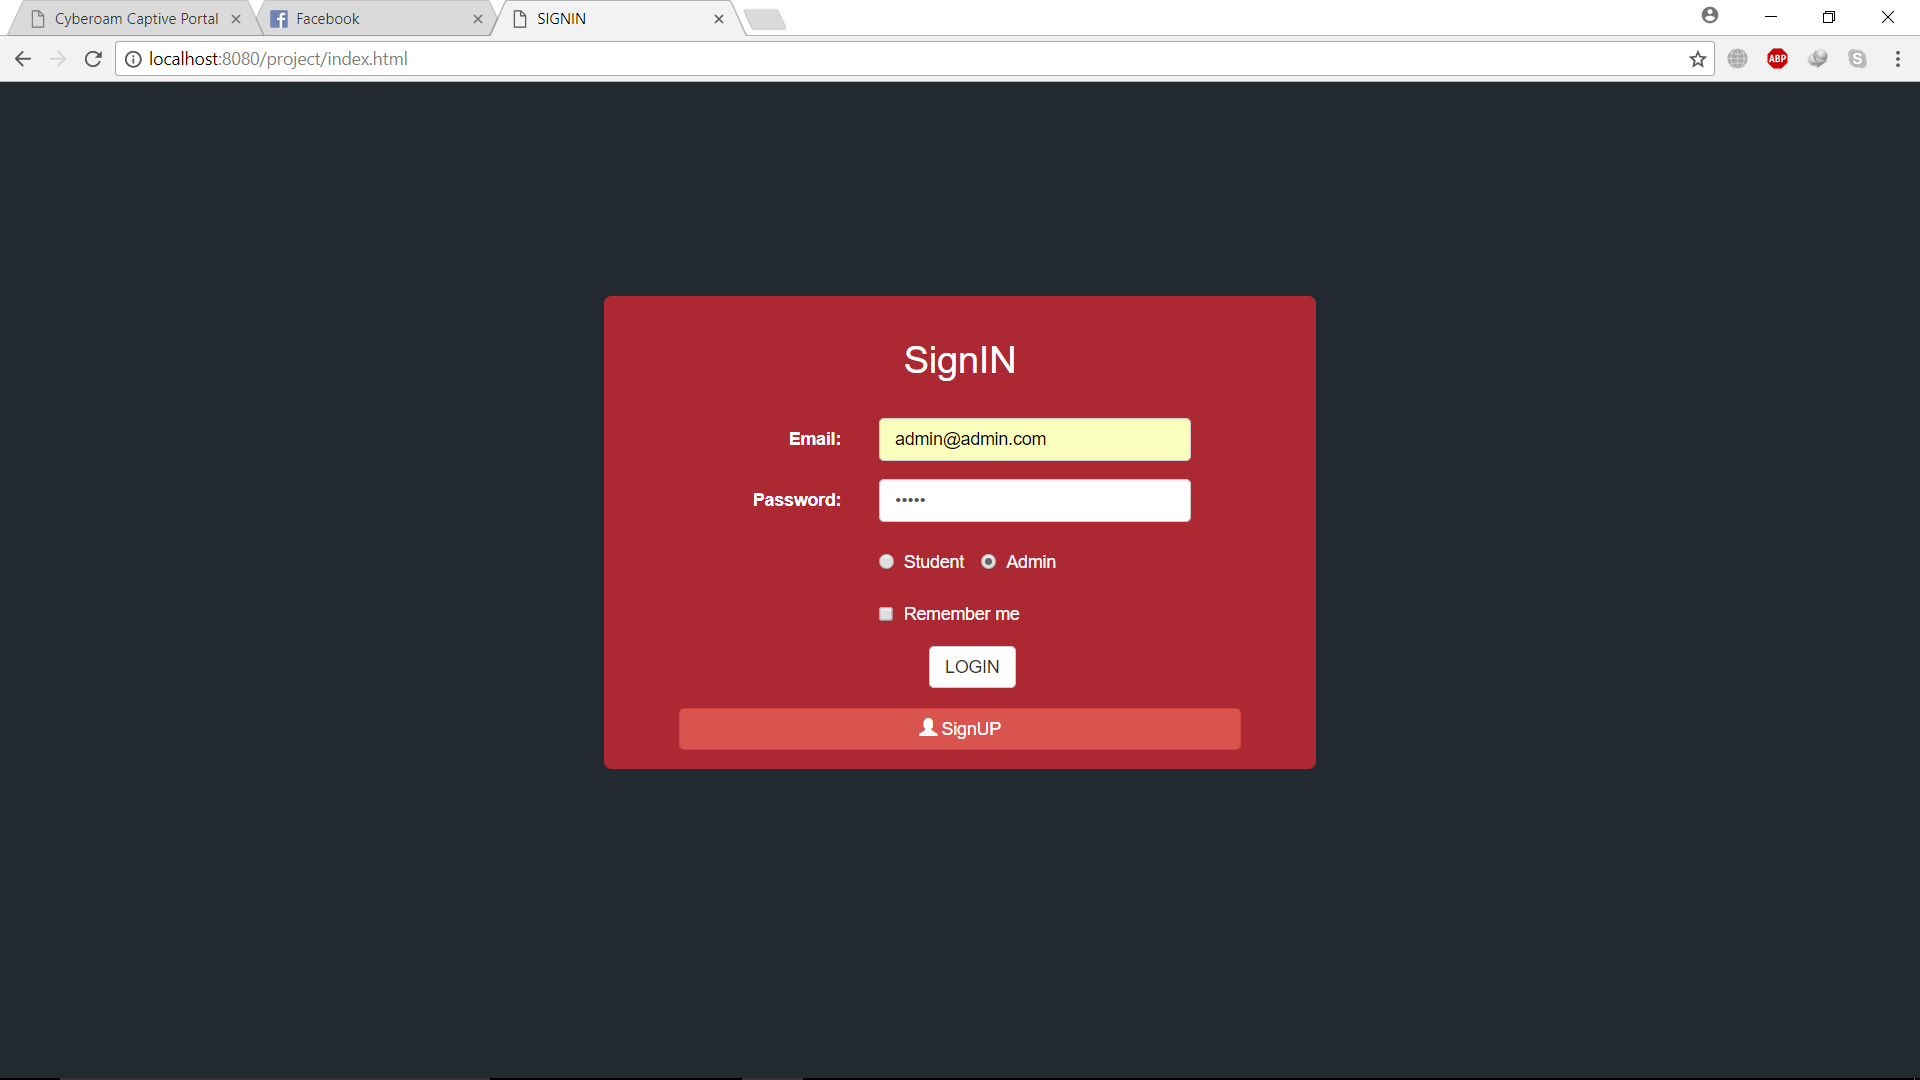 Cyberoam Captive Portal
Facebook
SIGNIN
localhost:8080/project/index.html
ABP
SignIN
Email: admin@admin.com
Password: •••••
Student Admin
Remember me
LOGIN
SignUP